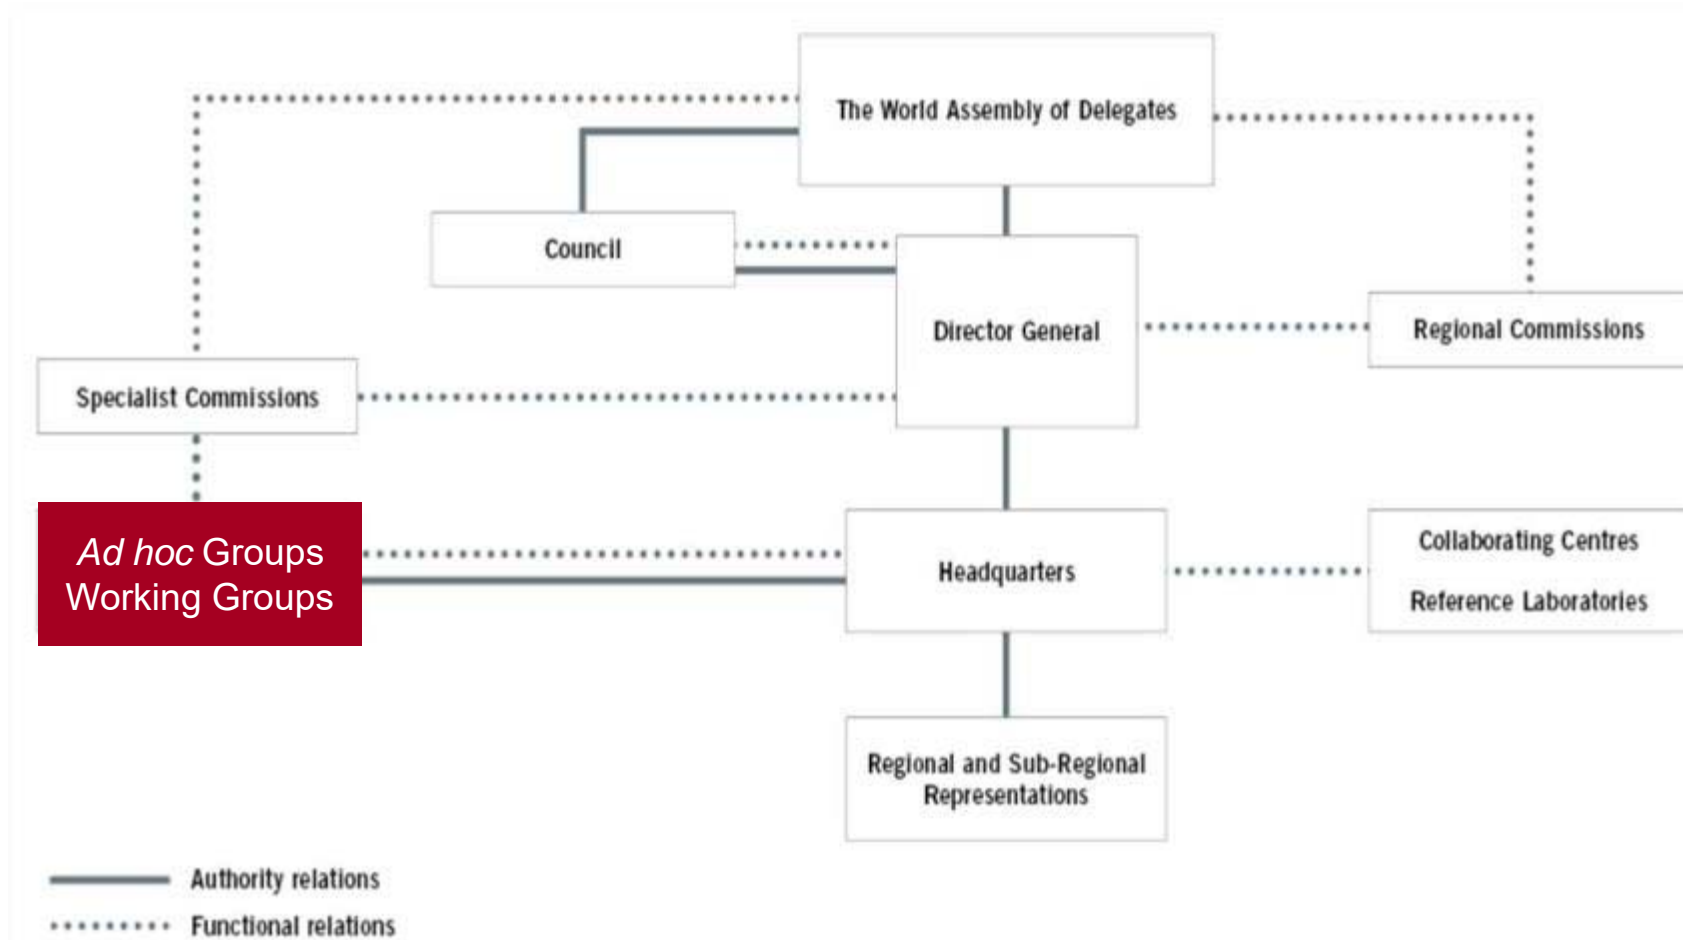 The World Assembly of Delegates
Council
Director General
Regional Commissions
Specialist Commissions
Ad hoc Groups
Working Groups
Headquarters
Collaborating Centres
Reference Laboratories
Regional and Sub-Regional
Representations
Authority relations
Functional relations